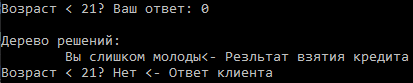 Возраст < 21? Ваш ответ: 0
Дерево решений:
Вы слишком молоды<- Резльтат взятия кредита
Возраст < 21? Нет <- Ответ клиента